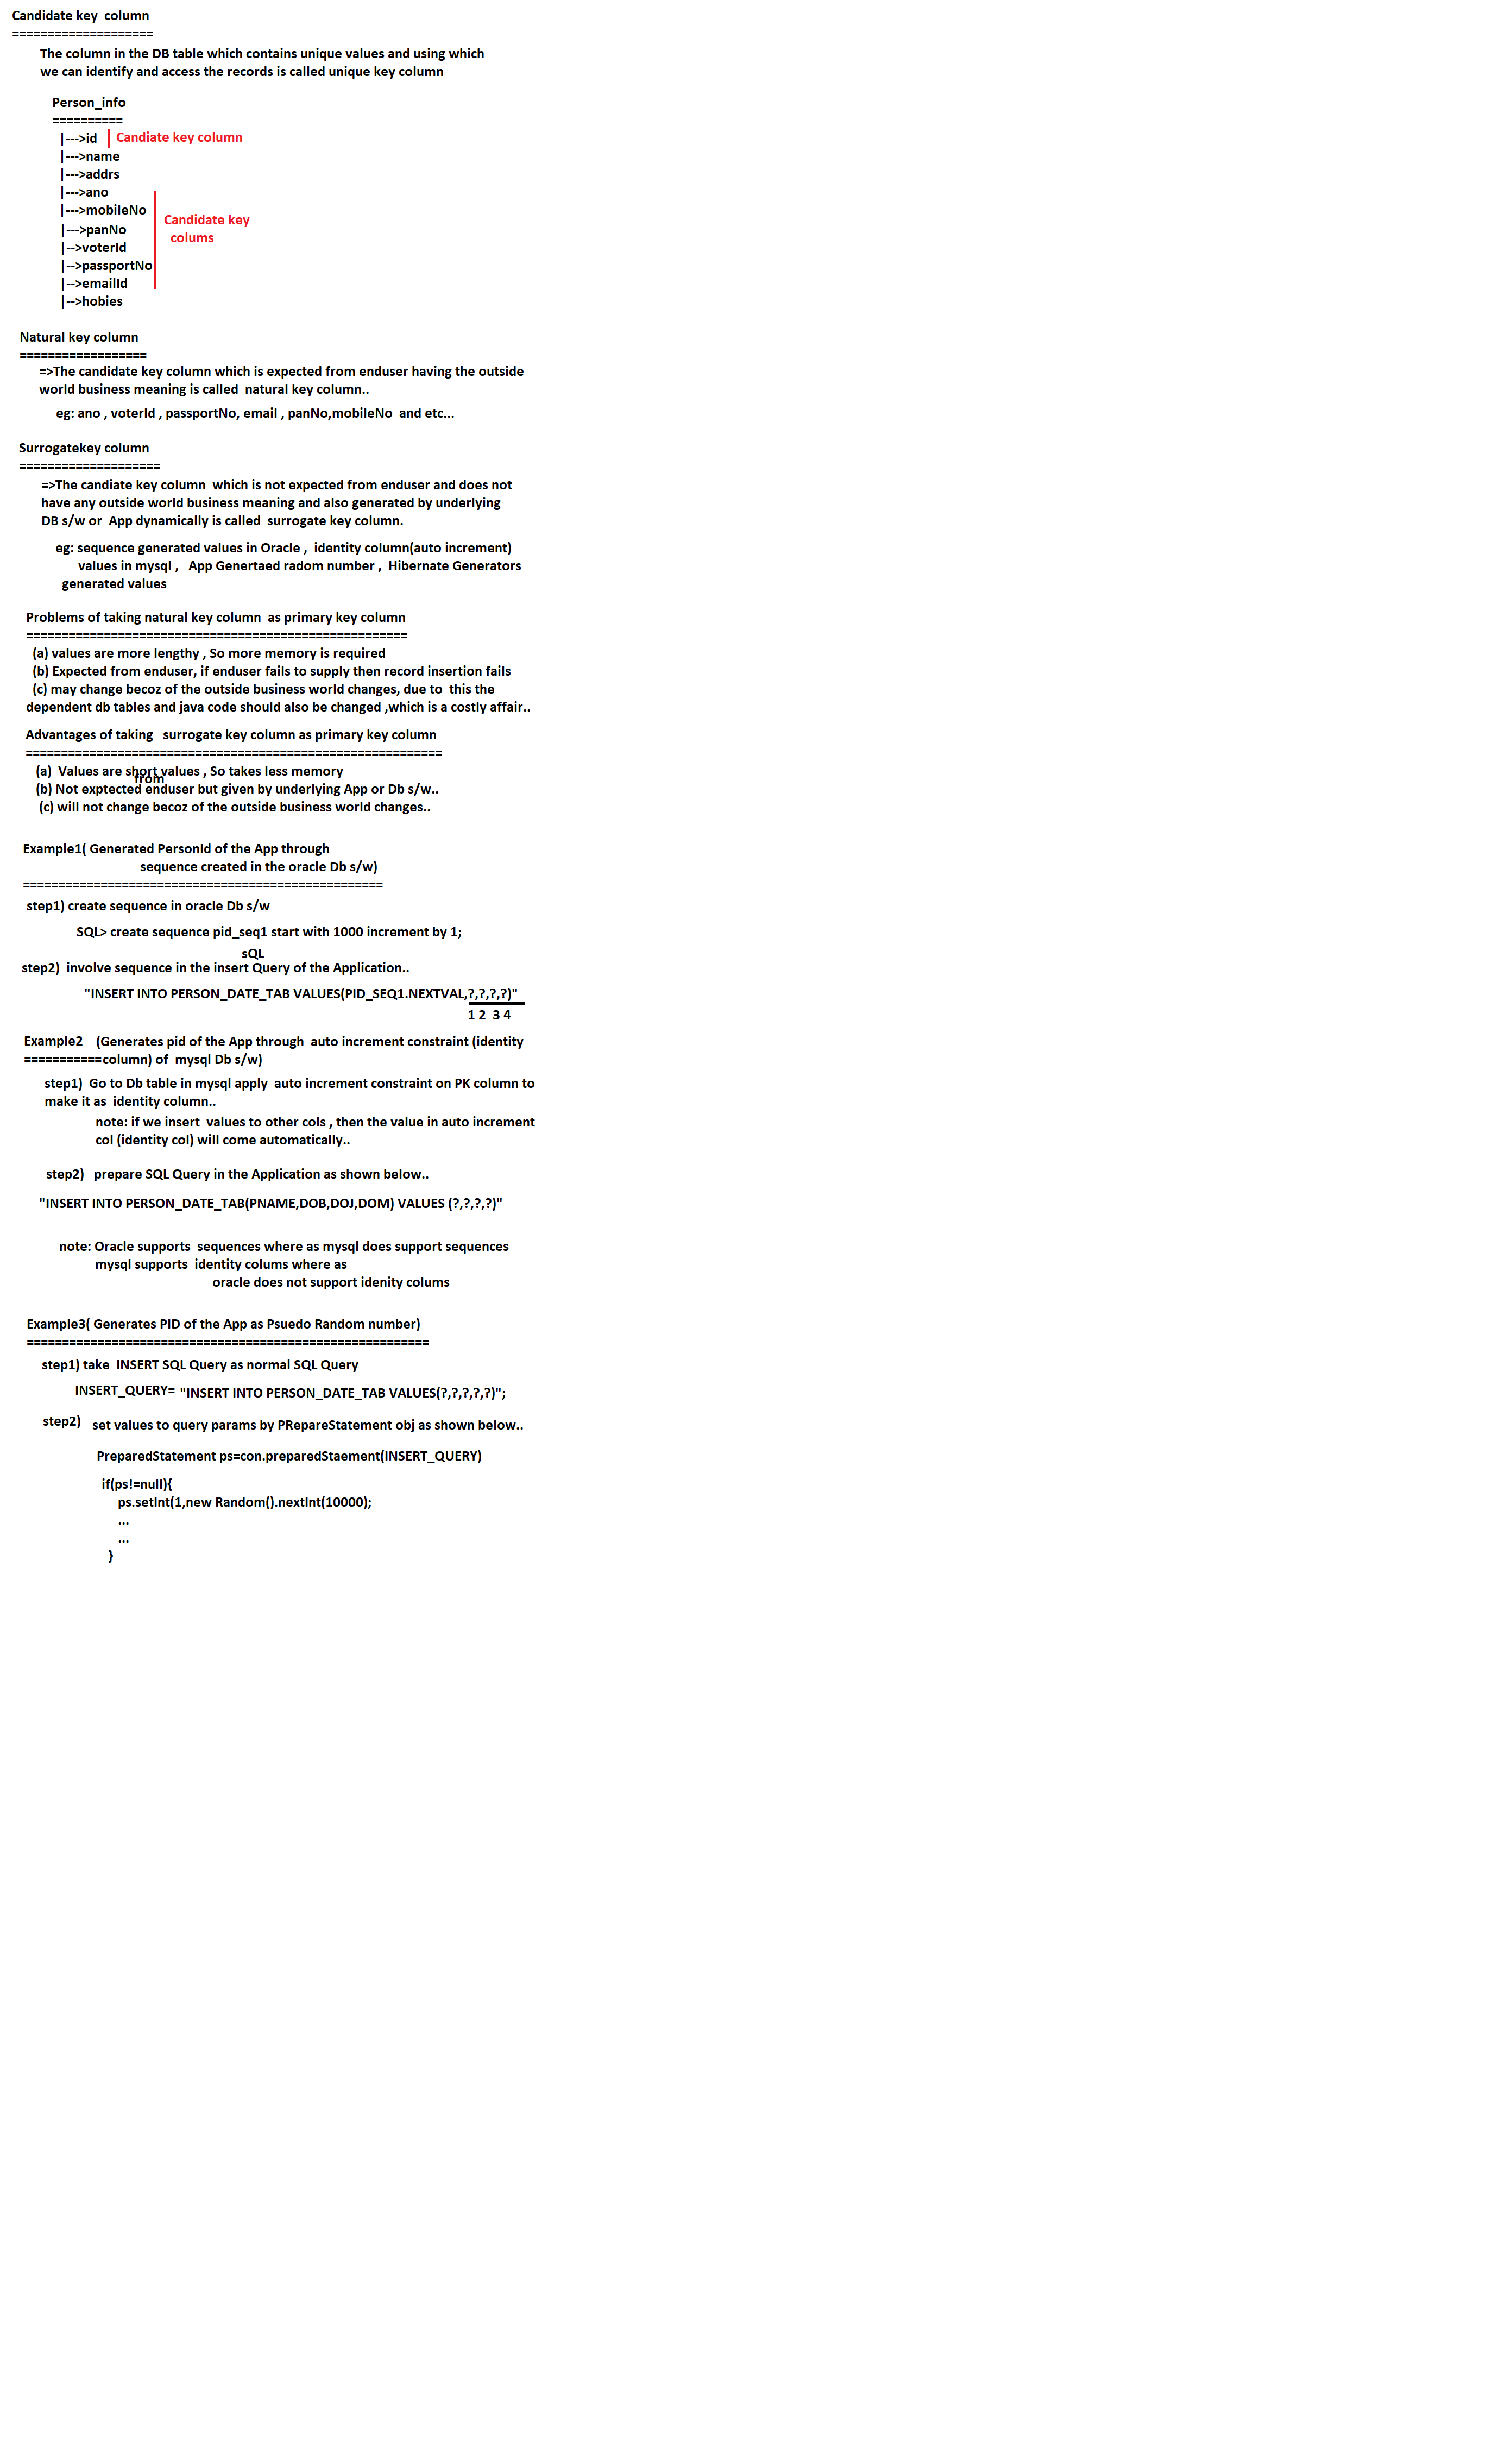 Candidate key  column
====================
The column in the DB table which contains unique values and using which
we can identify and access the records is called unique key column
Person_info
==========
|--->id  | Candiate key column
|--->name
|--->addrs
|--->ano
|--->mobileNo
|--->panNo
|-->voterId
|-->passportNo
|-->emailId
|-->hobies
Candidate key
colums
Natural key column
==================
=>The candidate key column which is expected from enduser having the outside
world business meaning is called  natural key column..
eg: ano , voterId , passportNo, email , panNo,mobileNo  and etc...
Surrogatekey column
====================
=>The candiate key column  which is not expected from enduser and does not
have any outside world business meaning and also generated by underlying
DB s/w or  App dynamically is called  surrogate key column.
eg: sequence generated values in Oracle ,  identity column(auto increment)
values in mysql ,   App Genertaed radom number ,  Hibernate Generators
generated values
Problems of taking natural key column  as primary key column
======================================================
(a) values are more lengthy , So more memory is required
(b) Expected from enduser, if enduser fails to supply then record insertion fails
(c) may change becoz of the outside business world changes, due to  this the
dependent db tables and java code should also be changed ,which is a costly affair..
Advantages of taking   surrogate key column as primary key column
===========================================================
(a)  Values are short values , So takes less memory
from
(b) Not exptected enduser but given by underlying App or Db s/w..
(c) will not change becoz of the outside business world changes..
Example1( Generated PersonId of the App through
sequence created in the oracle Db s/w)
===================================================
step1) create sequence in oracle Db s/w
SQL> create sequence pid_seq1 start with 1000 increment by 1;
sQL
step2)  involve sequence in the insert Query of the Application..
"INSERT INTO PERSON_DATE_TAB VALUES(PID_SEQ1.NEXTVAL,?,?,?,?)"
1 2  3 4
Example2    (Generates pid of the App through  auto increment constraint (identity
===========column) of  mysql Db s/w)
step1)  Go to Db table in mysql apply  auto increment constraint on PK column to
make it as  identity column..
note: if we insert  values to other cols , then the value in auto increment
col (identity col) will come automatically..
step2)   prepare SQL Query in the Application as shown below..
"INSERT INTO PERSON_DATE_TAB(PNAME,DOB,DOJ,DOM) VALUES (?,?,?,?)"
note: Oracle supports  sequences where as mysql does support sequences
mysql supports  identity colums where as
oracle does not support idenity colums
Example3( Generates PID of the App as Psuedo Random number)
=========================================================
step1) take  INSERT SQL Query as normal SQL Query
INSERT_QUERY= "INSERT INTO PERSON_DATE_TAB VALUES(?,?,?,?,?)";
step2)   set values to query params by PRepareStatement obj as shown below..
PreparedStatement ps=con.preparedStaement(INSERT_QUERY)
if(ps!=null){
ps.setInt(1,new Random().nextInt(10000);
...
...
}